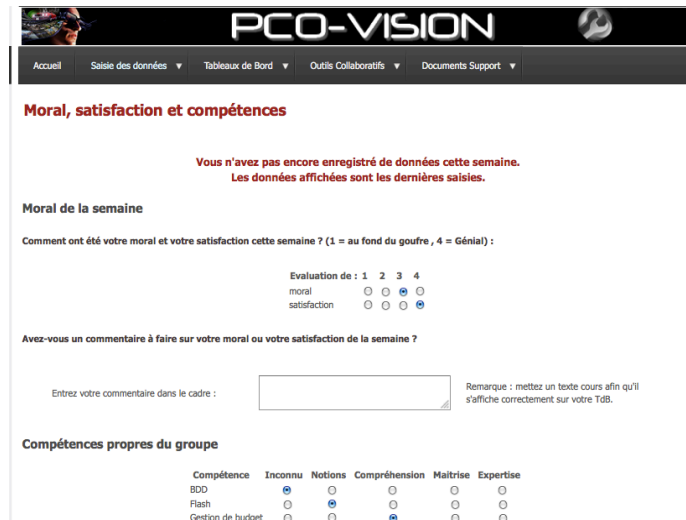 PCO-VISION
Accueil Saisie des données ▼ Tableaux de Bord ▼ Outils Collaboratifs ▼ Documents Support ▼
Moral, satisfaction et compétences
Vous n'avez pas encore enregistré de données cette semaine.
Les données affichées sont les dernières saisies.
Moral de la semaine
Comment ont été votre moral et votre satisfaction cette semaine ? (1 = au fond du goufre , 4 = Génial) :
Evaluation de : 1 2 3 4
moral
satisfaction
Avez-vous un commentaire à faire sur votre moral ou votre satisfaction de la semaine ?
Entrez votre commentaire dans le cadre :
Remarque : mettez un texte cours afin qu'il
s'affiche correctement sur votre TdB.
Compétences propres du groupe
Compétence Inconnu Notions Compréhension Maitrise Expertise
BDD
Flash
Gestion de budget